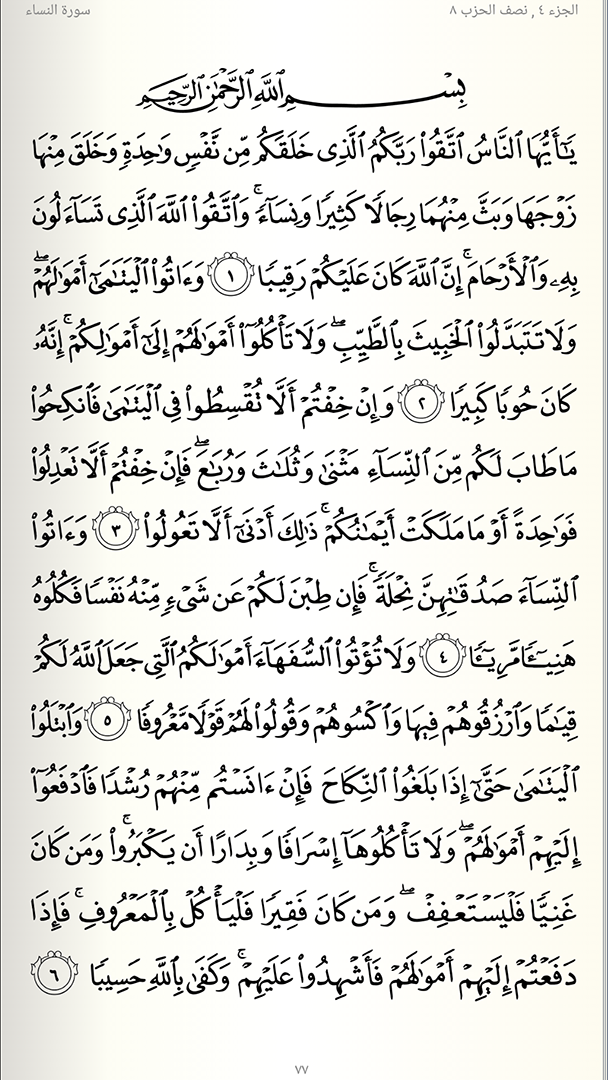 سورة النساء
الجزء ٤ , نصف الحزب ٨
بِسْمِ ٱللَّهِ ٱلرَّحْمَٰنِ ٱلرَّحِيمِ
يَٰٓأَيُّهَا ٱلنَّاسُ ٱتَّقُوا۟ رَبَّكُمُ ٱلَّذِى خَلَقَكُم مِّن نَّفْسٍ وَٰحِدَةٍ وَخَلَقَ مِنْهَا
زَوْجَهَا وَبَثَّ مِنْهُمَا رِجَالًا كَثِيرًا وَنِسَآءً ۚ وَٱتَّقُوا۟ ٱللَّهَ ٱلَّذِى تَسَآءَلُونَ
بِهِۦ وَٱلْأَرْحَامَ ۚ إِنَّ ٱللَّهَ كَانَ عَلَيْكُمْ رَقِيبًا ١ وَءَاتُوا۟ ٱلْيَتَٰمَىٰٓ أَمْوَٰلَهُمْ ۖ
وَلَا تَتَبَدَّلُوا۟ ٱلْخَبِيثَ بِٱلطَّيِّبِ ۖ وَلَا تَأْكُلُوٓا۟ أَمْوَٰلَهُمْ إِلَىٰٓ أَمْوَٰلِكُمْ ۚ إِنَّهُۥ
كَانَ حُوبًا كَبِيرًا ٢ وَإِنْ خِفْتُمْ أَلَّا تُقْسِطُوا۟ فِى ٱلْيَتَٰمَىٰ فَٱنكِحُوا۟
مَا طَابَ لَكُم مِّنَ ٱلنِّسَآءِ مَثْنَىٰ وَثُلَٰثَ وَرُبَٰعَ ۖ فَإِنْ خِفْتُمْ أَلَّا تَعْدِلُوا۟
فَوَٰحِدَةً أَوْ مَا مَلَكَتْ أَيْمَٰنُكُمْ ۚ ذَٰلِكَ أَدْنَىٰٓ أَلَّا تَعُولُوا۟ ٣ وَءَاتُوا۟
ٱلنِّسَآءَ صَدُقَٰتِهِنَّ نِحْلَةً ۚ فَإِن طِبْنَ لَكُمْ عَن شَىْءٍ مِّنْهُ نَفْسًا فَكُلُوهُ
هَنِيٓـًٔا مَّرِيٓـًٔا ٤ وَلَا تُؤْتُوا۟ ٱلسُّفَهَآءَ أَمْوَٰلَكُمُ ٱلَّتِى جَعَلَ ٱللَّهُ لَكُمْ
قِيَٰمًا وَٱرْزُقُوهُمْ فِيهَا وَٱكْسُوهُمْ وَقُولُوا۟ لَهُمْ قَوْلًا مَّعْرُوفًا ٥ وَٱبْتَلُوا۟
ٱلْيَتَٰمَىٰ حَتَّىٰٓ إِذَا بَلَغُوا۟ ٱلنِّكَاحَ فَإِنْ ءَانَسْتُم مِّنْهُمْ رُشْدًا فَٱدْفَعُوٓا۟
إِلَيْهِمْ أَمْوَٰلَهُمْ ۖ وَلَا تَأْكُلُوهَآ إِسْرَافًا وَبِدَارًا أَن يَكْبَرُوا۟ ۚ وَمَن كَانَ
غَنِيًّا فَلْيَسْتَعْفِفْ ۖ وَمَن كَانَ فَقِيرًا فَلْيَأْكُلْ بِٱلْمَعْرُوفِ ۚ فَإِذَا
دَفَعْتُمْ إِلَيْهِمْ أَمْوَٰلَهُمْ فَأَشْهِدُوا۟ عَلَيْهِمْ ۚ وَكَفَىٰ بِٱللَّهِ حَسِيبًا ٦
٧٧